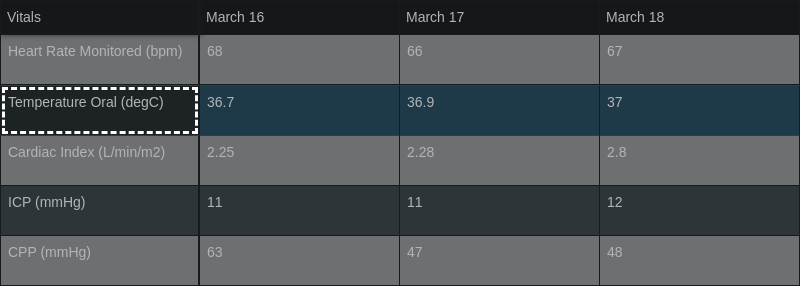 Vitals March 16 March 17 March 18
Heart Rate Monitored (bpm) 68 66 67
Temperature Oral (degC) 36.7 36.9 37
Cardiac Index (L/min/m2) 2.25 2.28 2.8
ICP (mmHg) 11 11 12
CPP (mmHg) 63 47 48